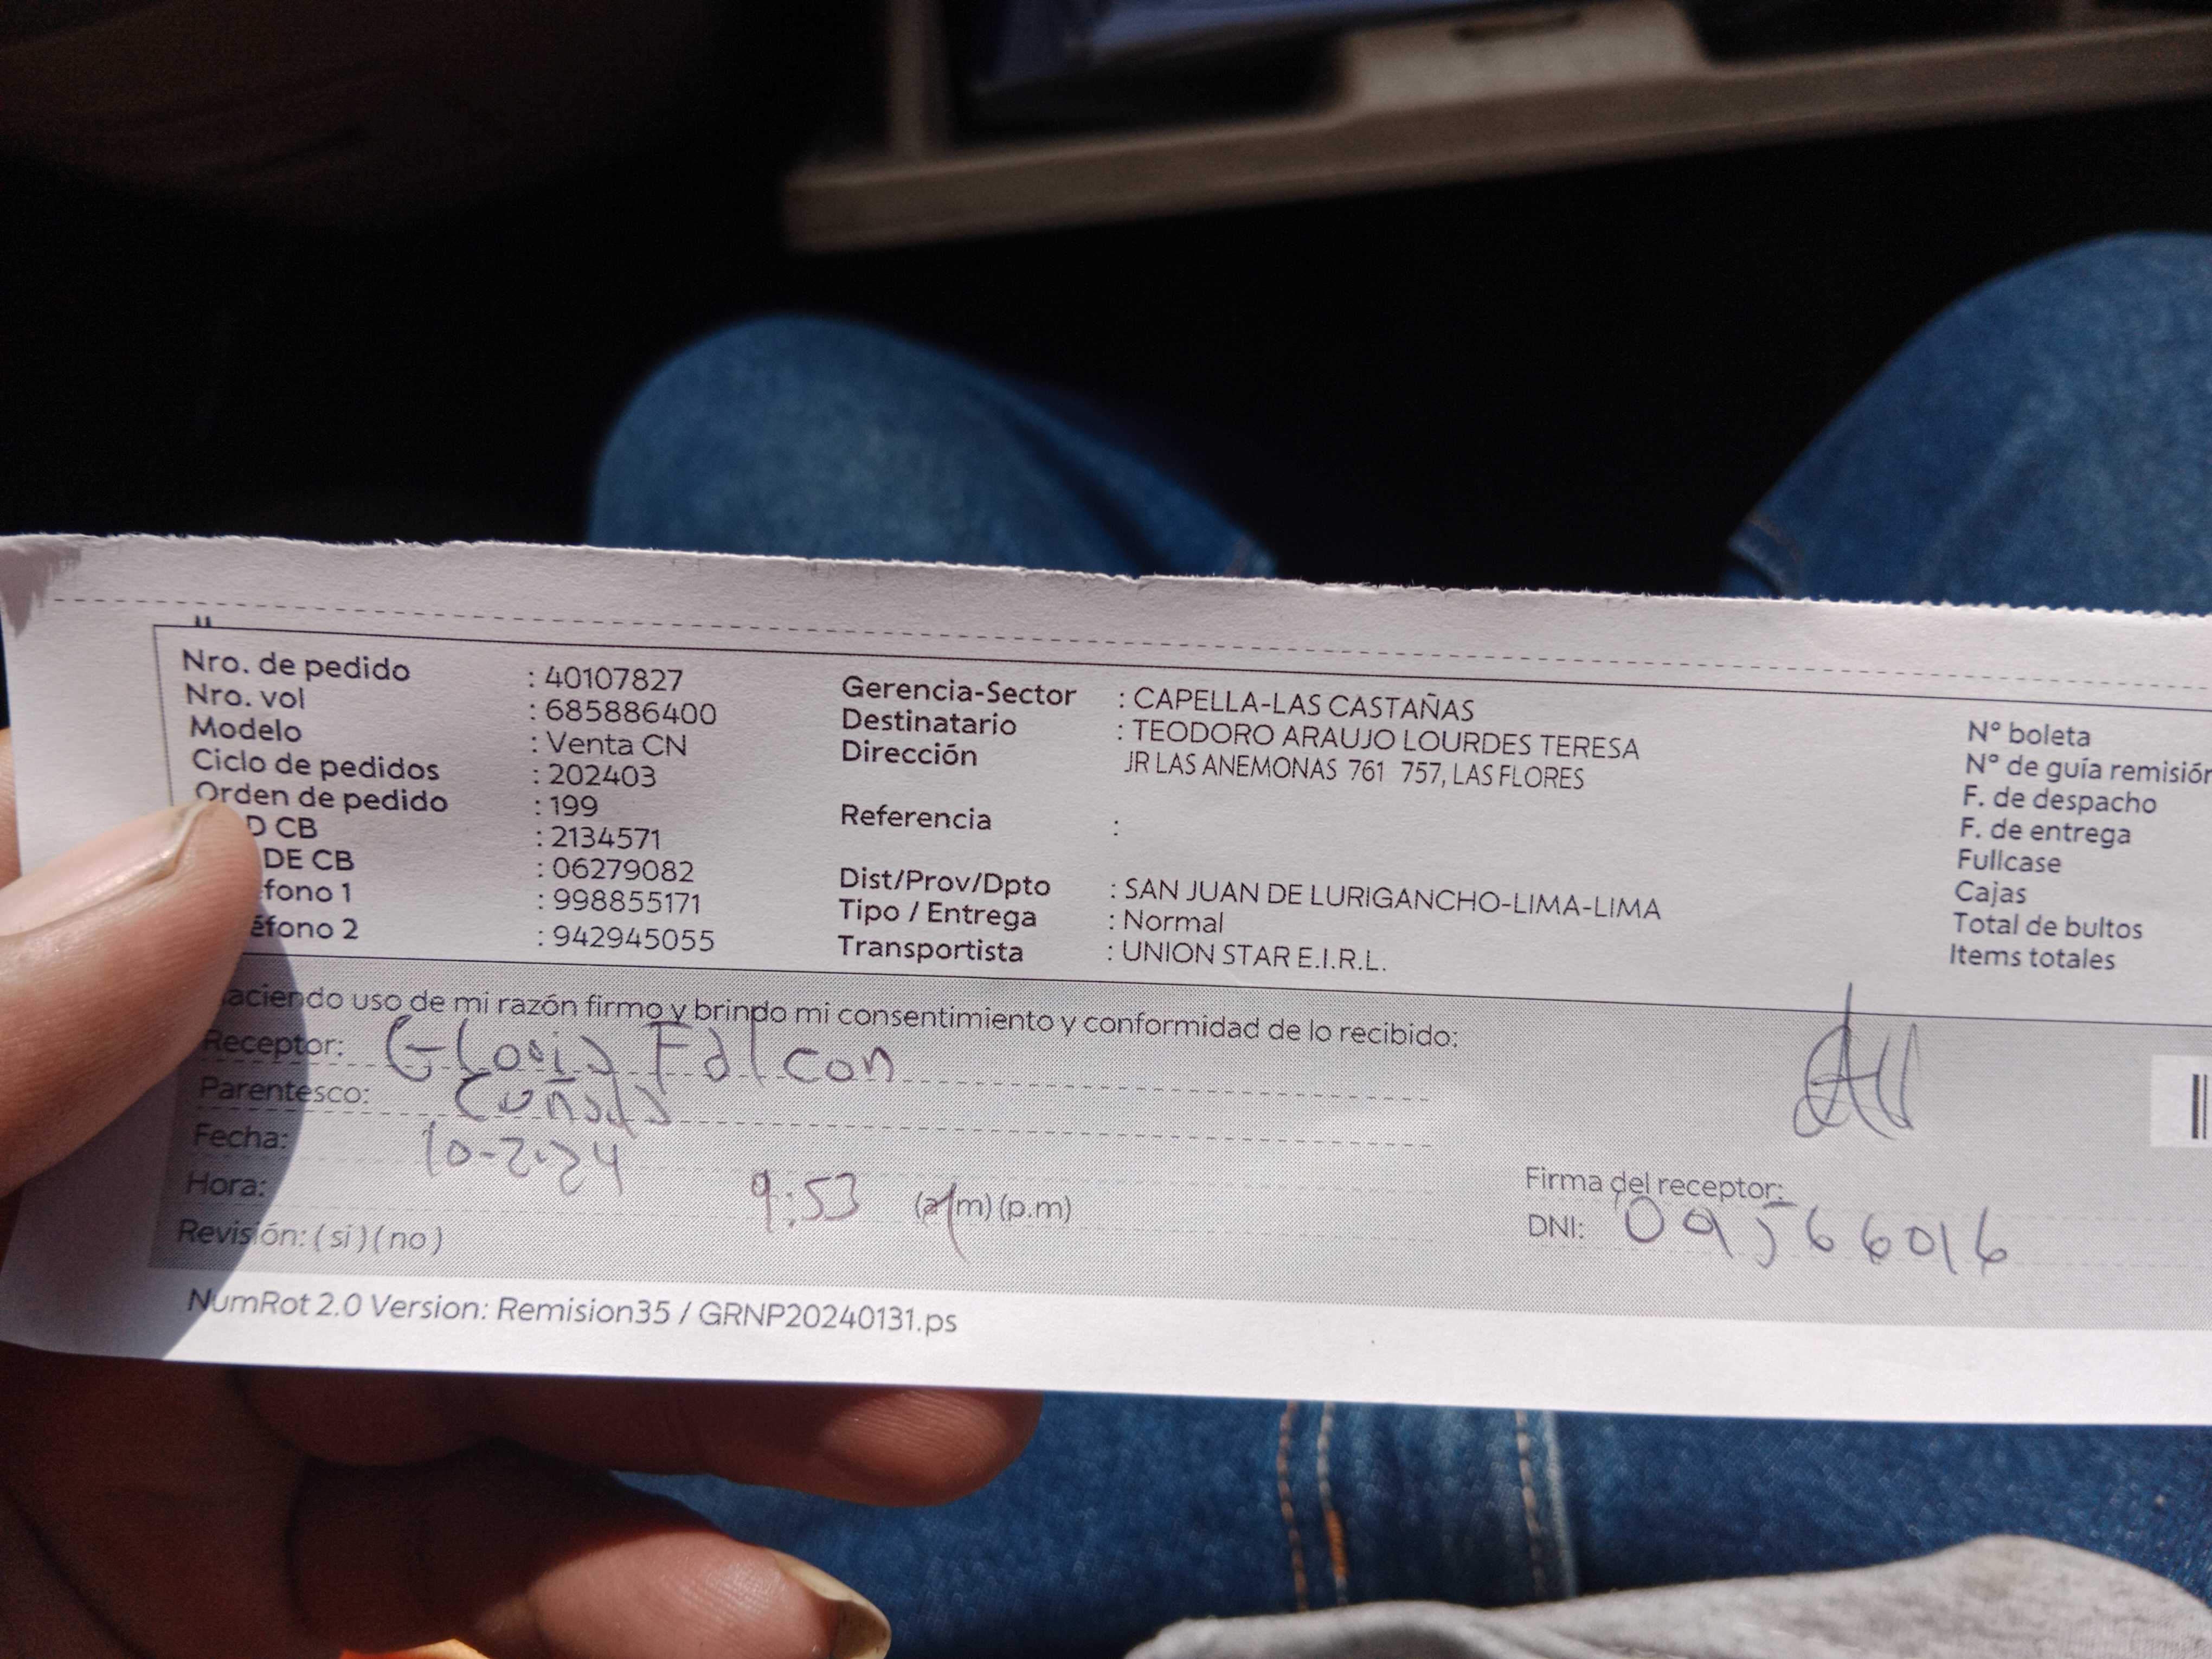 Nro. de pedido : 40107827
Nro. vol : 685886400
Modelo : Venta CN
Ciclo de pedidos : 202403
Orden de pedido : 199
D CB : 2134571
DE CB : 06279082
éfono 1 : 998855171
éfono 2 : 942945055
Gerencia-Sector : CAPELLA-LAS CASTAÑAS
Destinatario : TEODORO ARAUJO LOURDES TERESA
Dirección JR LAS ANEMONAS 761 757, LAS FLORES
Referencia :
Dist/Prov/Dpto : SAN JUAN DE LURIGANCHO-LIMA-LIMA
Tipo / Entrega : Normal
Transportista : UNION STAR E.I.R.L.
N° boleta
N° de guía remisión
F. de despacho
F. de entrega
Fullcase
Cajas
Total de bultos
Items totales
aciendo uso de mi razón firmo y brindo mi consentimiento y conformidad de lo recibido:
Receptor: Gloria Falcon
Parentesco: Cuñada
Fecha: 10-2-24
Hora: 9:53 (a.m) (p.m)
Revisión: ( si ) ( no )
Firma del receptor:
DNI: 09566016
NumRot 2.0 Version: Remision35 / GRNP20240131.ps